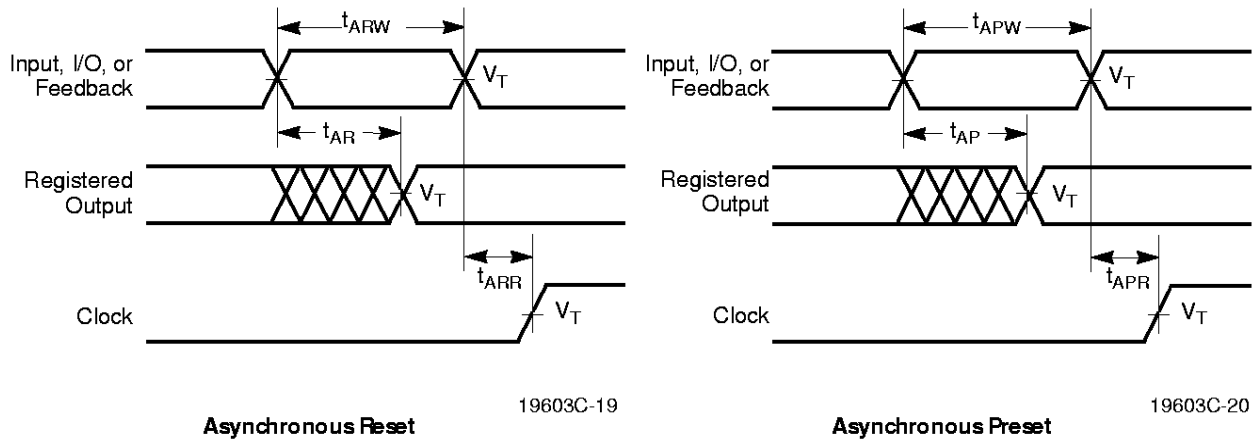 tARW
Input, I/O, or
Feedback
VT
tAR
Registered
Output
VT
tARR
Clock
VT
19603C-19
Asynchronous Reset
tAPW
Input, I/O, or
Feedback
VT
tAP
Registered
Output
VT
tAPR
Clock
VT
19603C-20
Asynchronous Preset